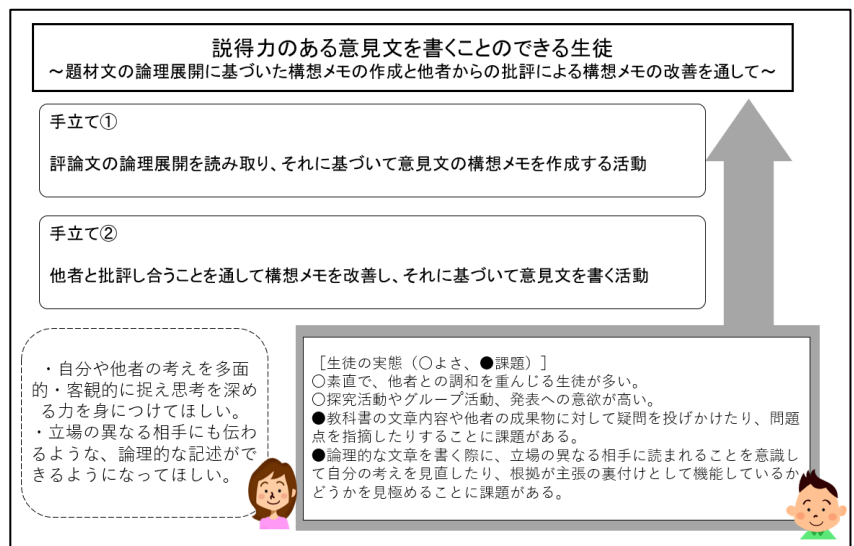 説得力のある意見文を書くことのできる生徒
~題材文の論理展開に基づいた構想メモの作成と他者からの批評による構想メモの改善を通して~
手立て①
評論文の論理展開を読み取り、それに基づいて意見文の構想メモを作成する活動
手立て②
他者と批評し合うことを通して構想メモを改善し、それに基づいて意見文を書く活動
・自分や他者の考えを多面
的・客観的に捉え思考を深め
る力を身につけてほしい。
・立場の異なる相手にも伝わ
るような、論理的な記述がで
きるようになってほしい。
[生徒の実態（○よさ、●課題）]
○素直で、他者との調和を重んじる生徒が多い。
○探究活動やグループ活動、発表への意欲が高い。
●教科書の文章内容や他者の成果物に対して疑問を投げかけたり、問題
点を指摘したりすることに課題がある。
●論理的な文章を書く際に、立場の異なる相手に読まれることを意識し
て自分の考えを見直したり、根拠が主張の裏付けとして機能しているか
どうかを見極めることに課題がある。